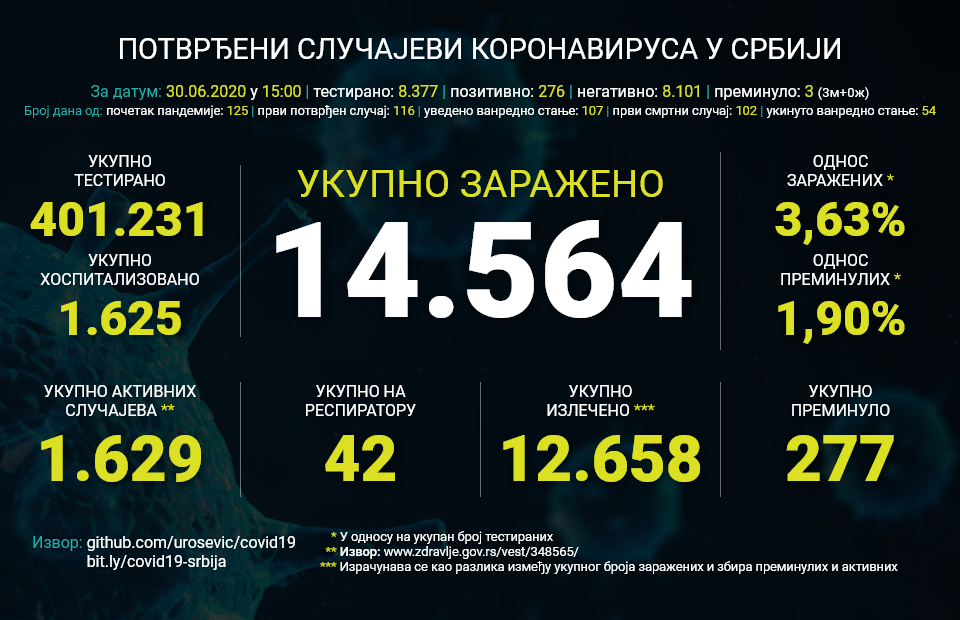 ПОТВРЂЕНИ СЛУЧАЈЕВИ КОРОНАВИРУСА У СРБИЈИ
За датум: 30.06.2020 у 15:00 | тестирано: 8.377 | позитивно: 276 | негативно: 8.101 | преминуло: 3 (3м+0ж)
Број дана од: почетак пандемије: 125 | први потврђен случај: 116 | уведено ванредно стање: 107 | први смртни случај: 102 | укинуто ванредно стање: 54
УКУПНО
ТЕСТИРАНО
401.231
УКУПНО
ХОСПИТАЛИЗОВАНО
1.625
УКУПНО ЗАРАЖЕНО
14.564
ОДНОС
ЗАРАЖЕНИХ *
3,63%
ОДНОС
ПРЕМИНУЛИХ *
1,90%
УКУПНО АКТИВНИХ
СЛУЧАЈЕВА **
1.629
УКУПНО НА
РЕСПИРАТОРУ
42
УКУПНО
ИЗЛЕЧЕНО ***
12.658
УКУПНО
ПРЕМИНУЛО
277
Извор: github.com/urosevic/covid19
bit.ly/covid19-srbija
* У односу на укупан број тестираних
** Извор: www.zdravlje.gov.rs/vest/348565/
*** Израчунава се као разлика између укупног броја заражених и збира преминулих и активних